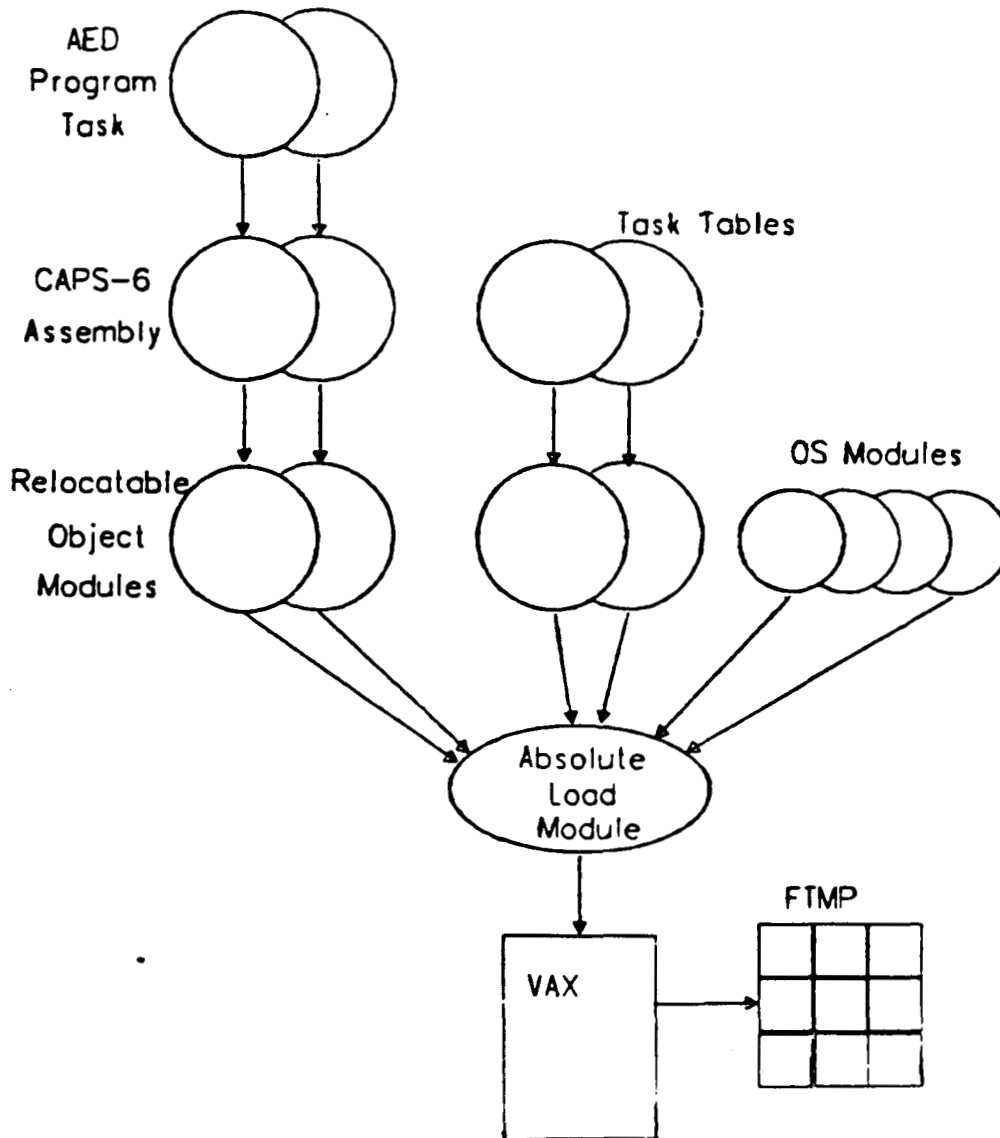 AED
Program
Task
Task Tables
CAPS-6
Assembly
OS Modules
Relocatable
Object
Modules
Absolute
Load
Module
FTMP
VAX